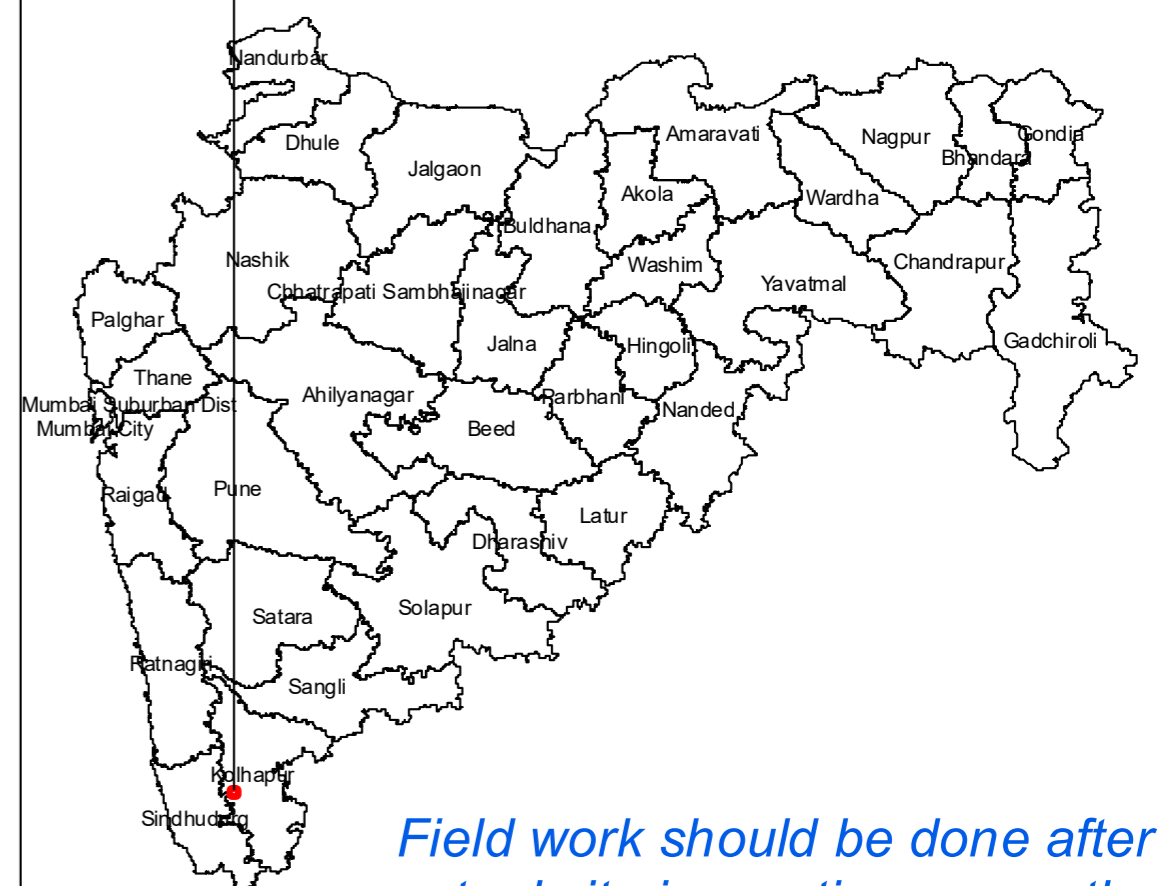 Nandurbar
Dhule
Jalgaon
Amaravati
Nagpur
Bhandara
Gondia
Akola
Wardha
Buldhana
Nashik
Washim
Chandrapur
Yavatmal
Chhatrapati Sambhajinagar
Palghar
Jalna
Hingoli
Gadchiroli
Thane
Ahilyanagar
Parbhani
Nanded
Mumbai Suburban Dist
Mumbai City
Beed
Raigad
Pune
Latur
Dharashiv
Satara
Solapur
Ratnagiri
Sangli
Kolhapur
Sindhudurg
Field work should be done after